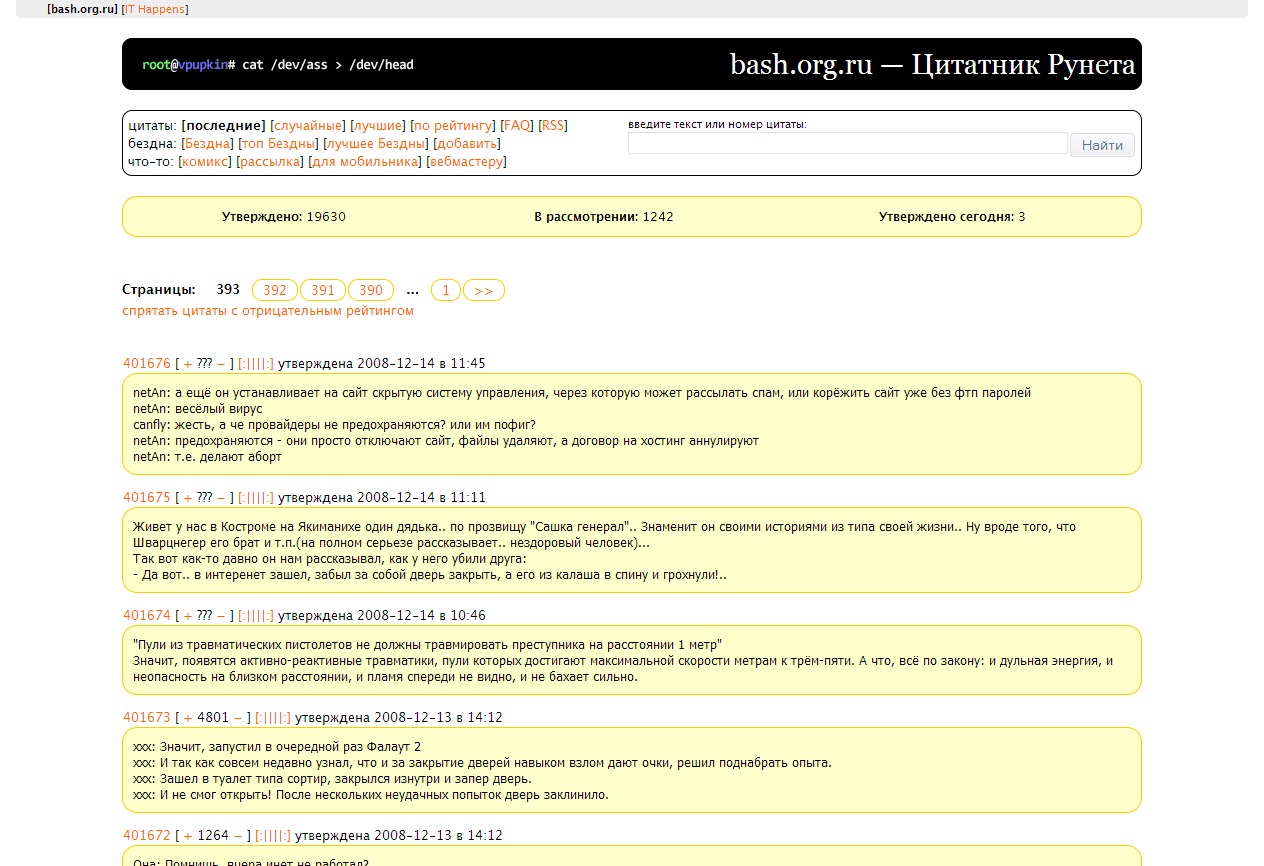 [bash.org.ru] [IT Happens]
root@vpupkin# cat /dev/ass > /dev/head
bash.org.ru — Цитатник Рунета
цитаты: [последние] [случайные] [лучшие] [по рейтингу] [FAQ] [RSS]
бездна: [Бездна] [топ Бездны] [лучшее Бездны] [добавить]
что-то: [комикс] [рассылка] [для мобильника] [вебмастеру]
введите текст или номер цитаты:
Найти
Утверждено: 19630 В рассмотрении: 1242 Утверждено сегодня: 3
Страницы: 393 392 391 390 ... 1 >>
спрятать цитаты с отрицательным рейтингом
401676 [ + ??? – ] [:||||:] утверждена 2008-12-14 в 11:45
netAn: а ещё он устанавливает на сайт скрытую систему управления, через которую может рассылать спам, или корёжить сайт уже без фтп паролей
netAn: весёлый вирус
canfly: жесть, а че провайдеры не предохраняются? или им пофиг?
netAn: предохраняются - они просто отключают сайт, файлы удаляют, а договор на хостинг аннулируют
netAn: т.е. делают аборт
401675 [ + ??? – ] [:||||:] утверждена 2008-12-14 в 11:11
Живет у нас в Костроме на Якиманихе один дядька.. по прозвищу "Сашка генерал".. Знаменит он своими историями из типа своей жизни.. Ну вроде того, что
Шварцнегер его брат и т.п.(на полном серьезе рассказывает.. нездоровый человек)...
Так вот как-то давно он нам рассказывал, как у него убили друга:
- Да вот.. в интеренет зашел, забыл за собой дверь закрыть, а его из калаша в спину и грохнули!..
401674 [ + ??? – ] [:||||:] утверждена 2008-12-14 в 10:46
"Пули из травматических пистолетов не должны травмировать преступника на расстоянии 1 метр"
Значит, появятся активно-реактивные травматики, пули которых достигают максимальной скорости метрам к трём-пяти. А что, всё по закону: и дульная энергия, и
неопасность на близком расстоянии, и пламя спереди не видно, и не бахает сильно.
401673 [ + 4801 – ] [:||||:] утверждена 2008-12-13 в 14:12
xxx: Значит, запустил в очередной раз Фалаут 2
xxx: И так как совсем недавно узнал, что и за закрытие дверей навыком взлом дают очки, решил поднабрать опыта.
xxx: Зашел в туалет типа сортир, закрылся изнутри и запер дверь.
xxx: И не смог открыть! После нескольких неудачных попыток дверь заклинило.
401672 [ + 1264 – ] [:||||:] утверждена 2008-12-13 в 14:12
Она: Помнишь, вчера инет не работал?